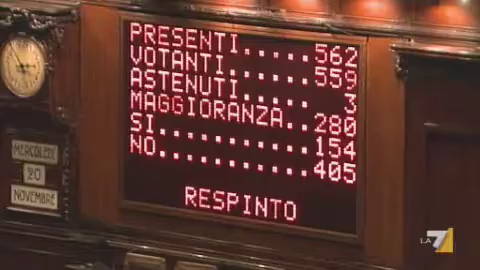 PRESENTI.....562
VOTANTI......559
ASTENUTI..... 3
MAGGIORANZA..280
SI...........154
NO...........405
RESPINTO
MERCOLEDI
20
NOVEMBRE
LA7